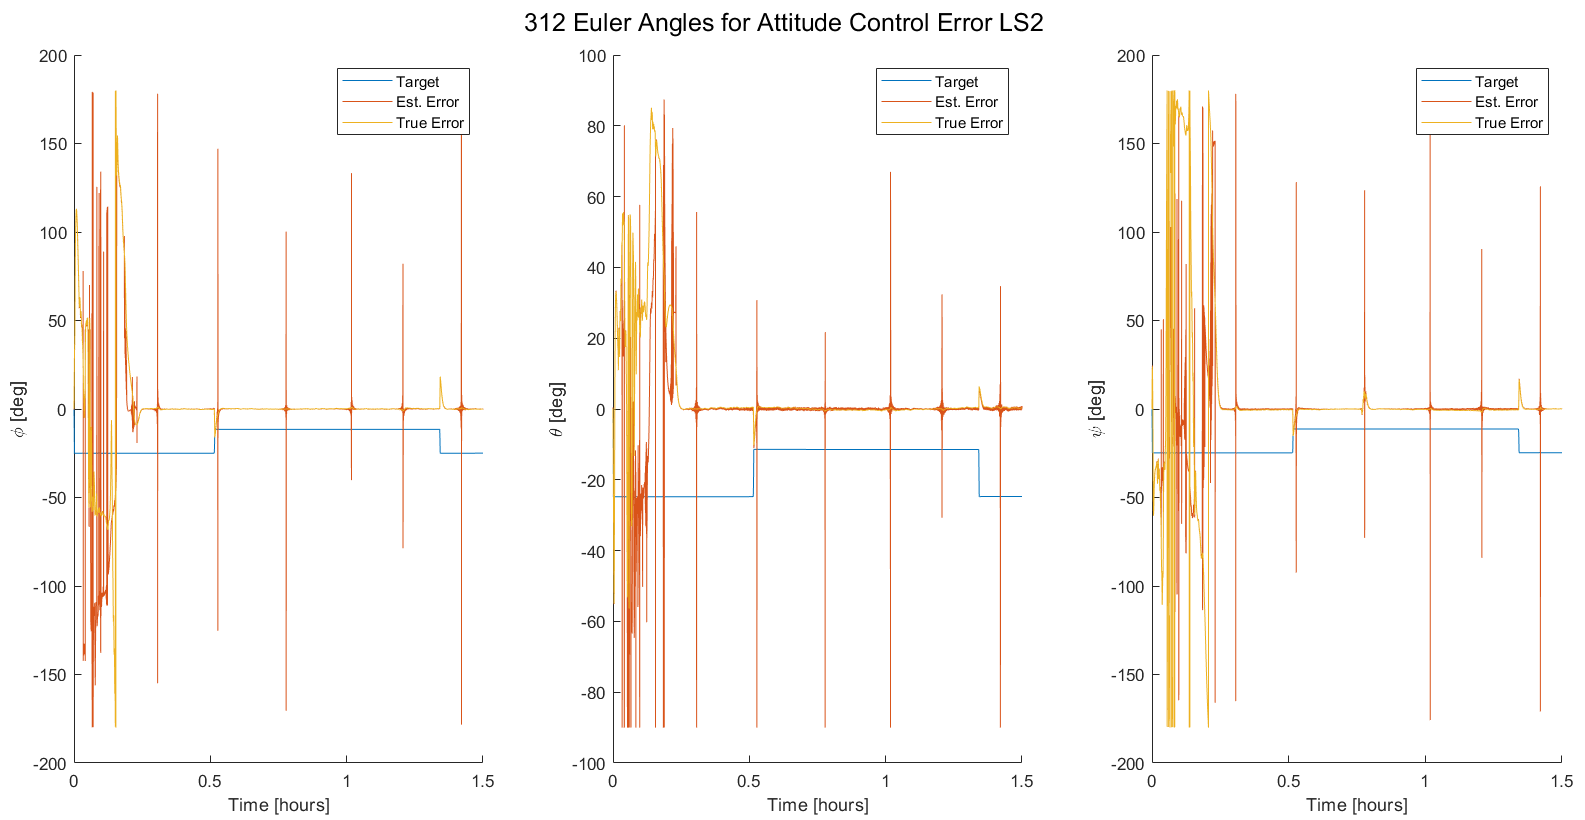 312 Euler Angles for Attitude Control Error LS2
200
150
100
50
0
-50
-100
-150
-200
ϕ [deg]
0
0.5
1
1.5
Time [hours]
Target
Est. Error
True Error
100
80
60
40
20
0
-20
-40
-60
-80
-100
θ [deg]
0
0.5
1
1.5
Time [hours]
Target
Est. Error
True Error
200
150
100
50
0
-50
-100
-150
-200
ψ [deg]
0
0.5
1
1.5
Time [hours]
Target
Est. Error
True Error